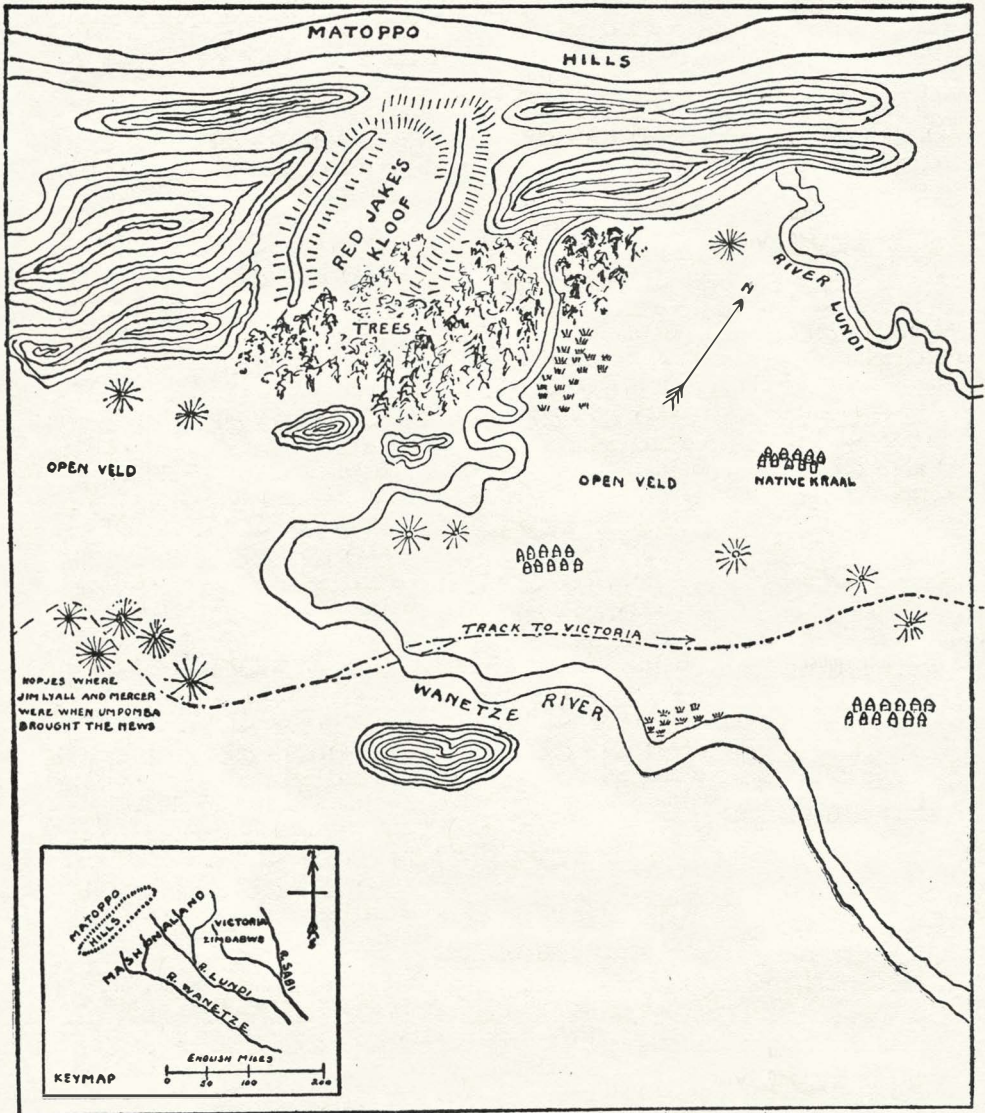 MATOPPO
HILLS
RED JAKE'S
KLOOF
TREES
N
RIVER LUNDI
OPEN VELD
OPEN VELD
NATIVE KRAAL
TRACK TO VICTORIA
KOPJES WHERE
JIM LYALL AND MERCER
WERE WHEN UMPOMBA
BROUGHT THE NEWS
WANETZE RIVER
MATOPPO
HILLS
MASHONALAND
VICTORIA
ZIMBABWE
R. SABI
R. LUNDI
R. WANETZE
N
S
ENGLISH MILES
0 50 100 200
KEYMAP